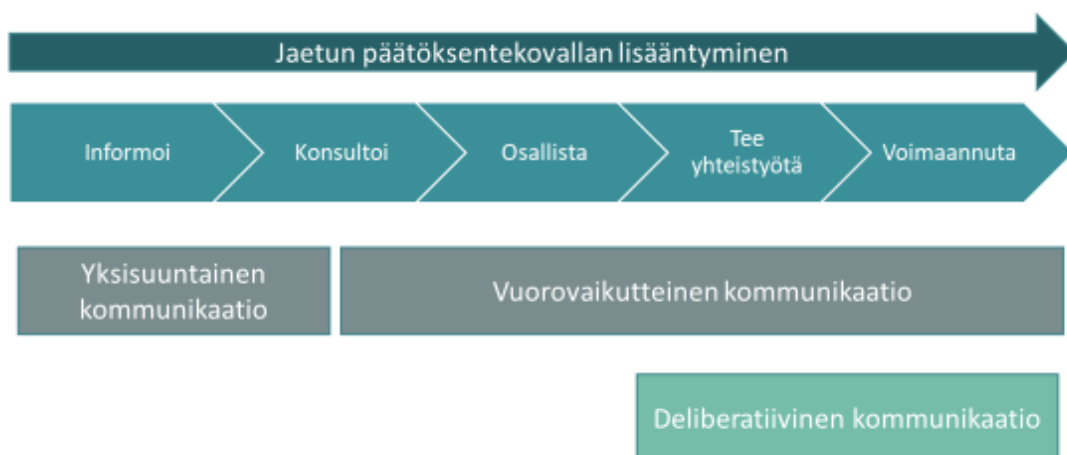 Jaetun päätöksentekovallan lisääntyminen
Informoi
Konsultoi
Osallista
Tee
yhteistyötä
Voimaannuta
Yksisuuntainen
kommunikaatio
Vuorovaikutteinen kommunikaatio
Deliberatiivinen kommunikaatio